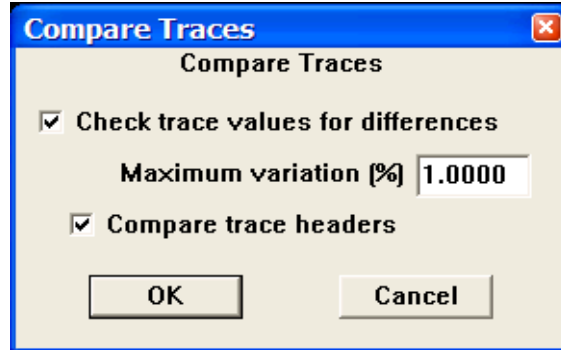 Compare Traces
Compare Traces
Check trace values for differences
Maximum variation (%) 1.0000
Compare trace headers
OK Cancel